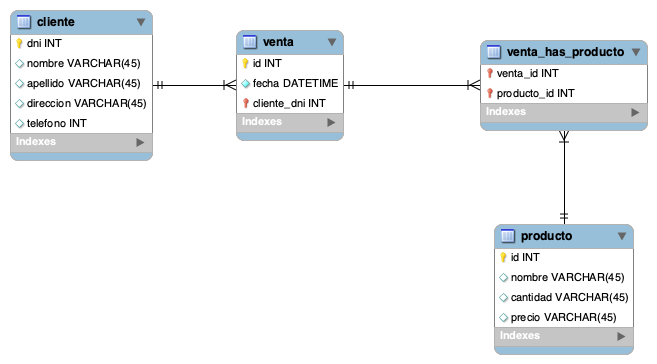 cliente
dni INT
nombre VARCHAR(45)
apellido VARCHAR(45)
direccion VARCHAR(45)
telefono INT
Indexes
venta
id INT
fecha DATETIME
cliente_dni INT
Indexes
venta_has_producto
venta_id INT
producto_id INT
Indexes
producto
id INT
nombre VARCHAR(45)
cantidad VARCHAR(45)
precio VARCHAR(45)
Indexes